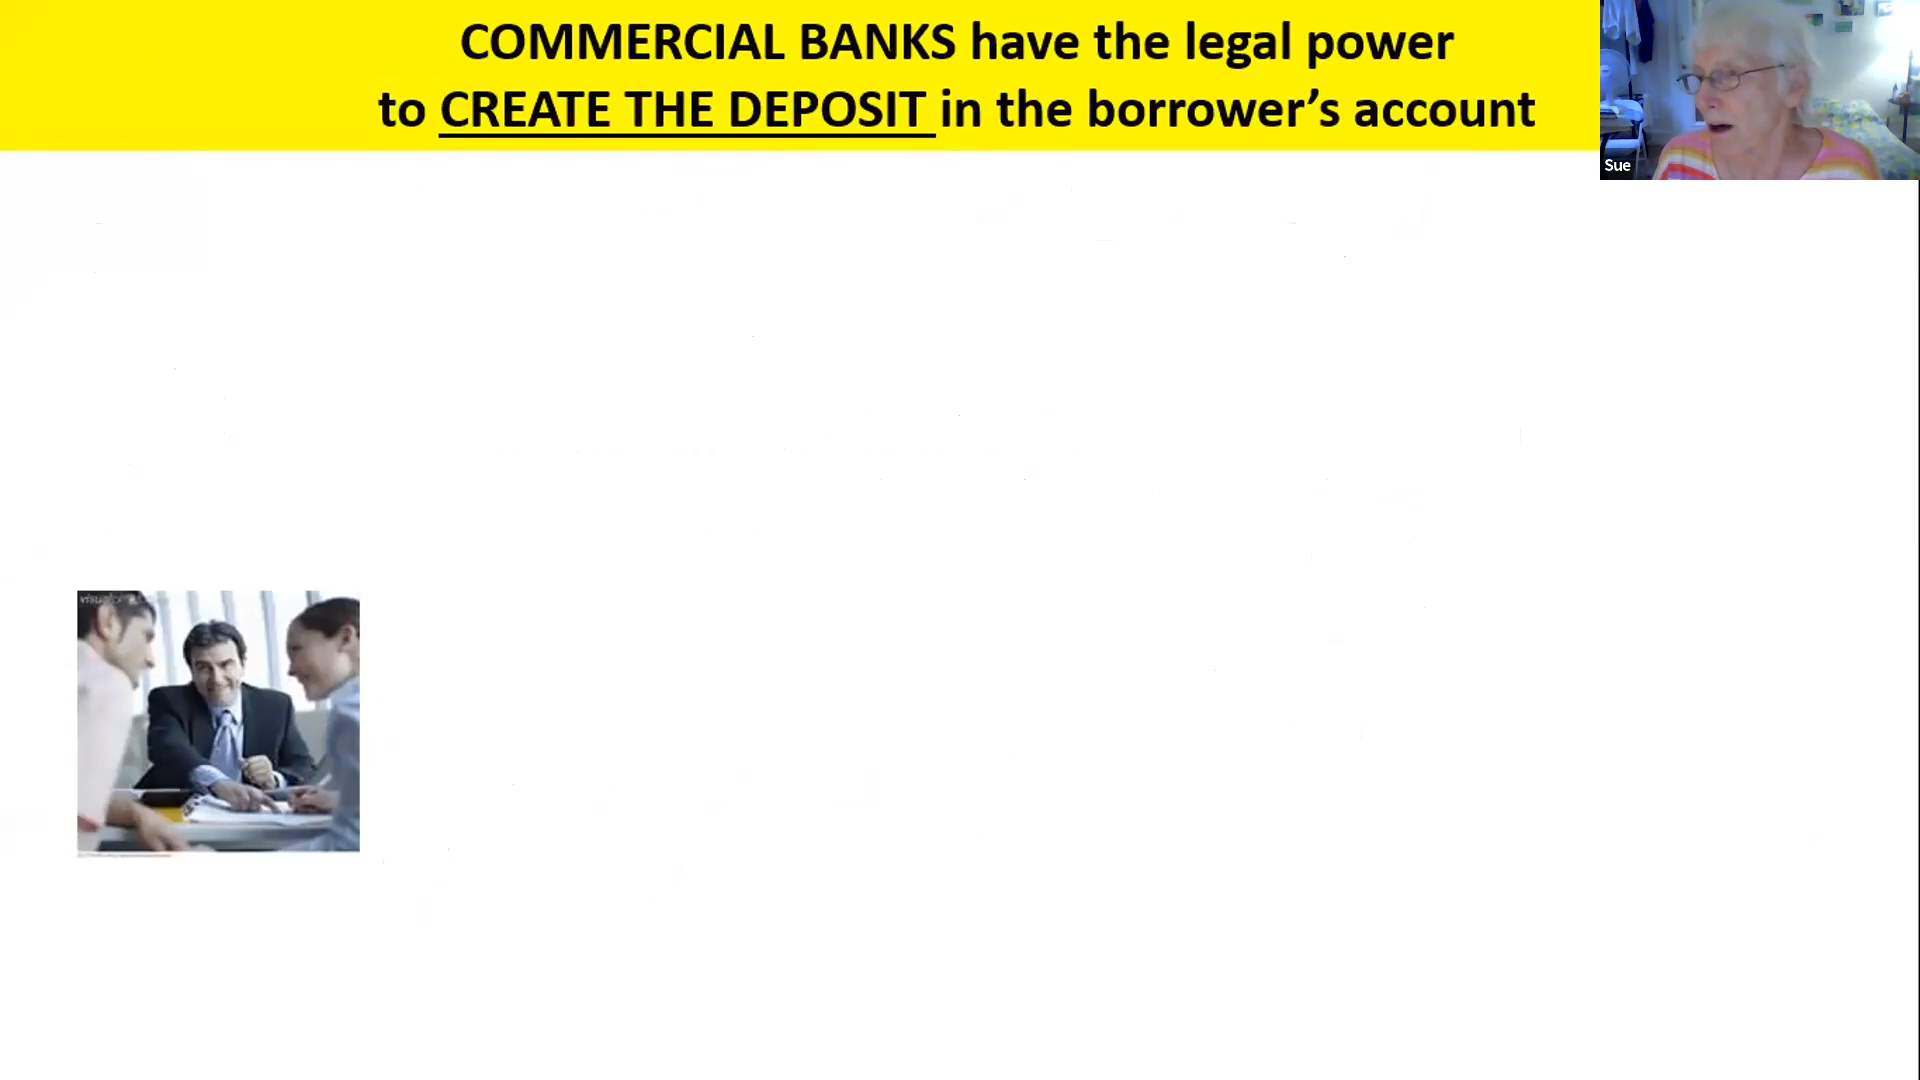 COMMERCIAL BANKS have the legal power
to CREATE THE DEPOSIT in the borrower's account
Sue